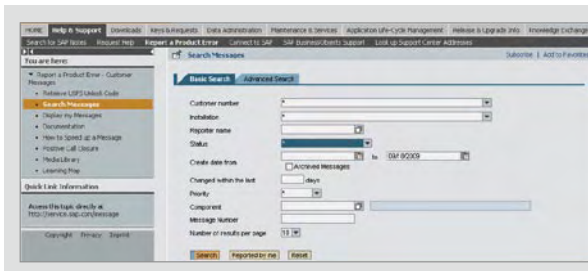 HOME Help & Support Downloads Keys & Requests Data Administration Maintenance & Services Application Life-Cycle Management Release & Upgrade Info Knowledge Exchange
Search for SAP Notes Request Help Report a Product Error Connect to SAP SAP BusinessObjects Support Look up Support Center Addresses
You are here:
Report a Product Error - Customer Messages
Retrieve LSFS Unlock Code
Search Messages
Display my Messages
Documentation
How to Speed up a Message
Positive Call Closure
Media Library
Learning Map
Quick Link Information
Access this topic directly at
http://service.sap.com/message
Copyright Privacy Imprint
Search Messages
Subscribe | Add to Favorites
Basic Search Advanced Search
Customer number *
Installation *
Reporter name
Status *
Create date from to
Archived Messages
Changed within the last days
Priority *
Component
Message Number
Number of results per page 10
Search Reported by me Reset